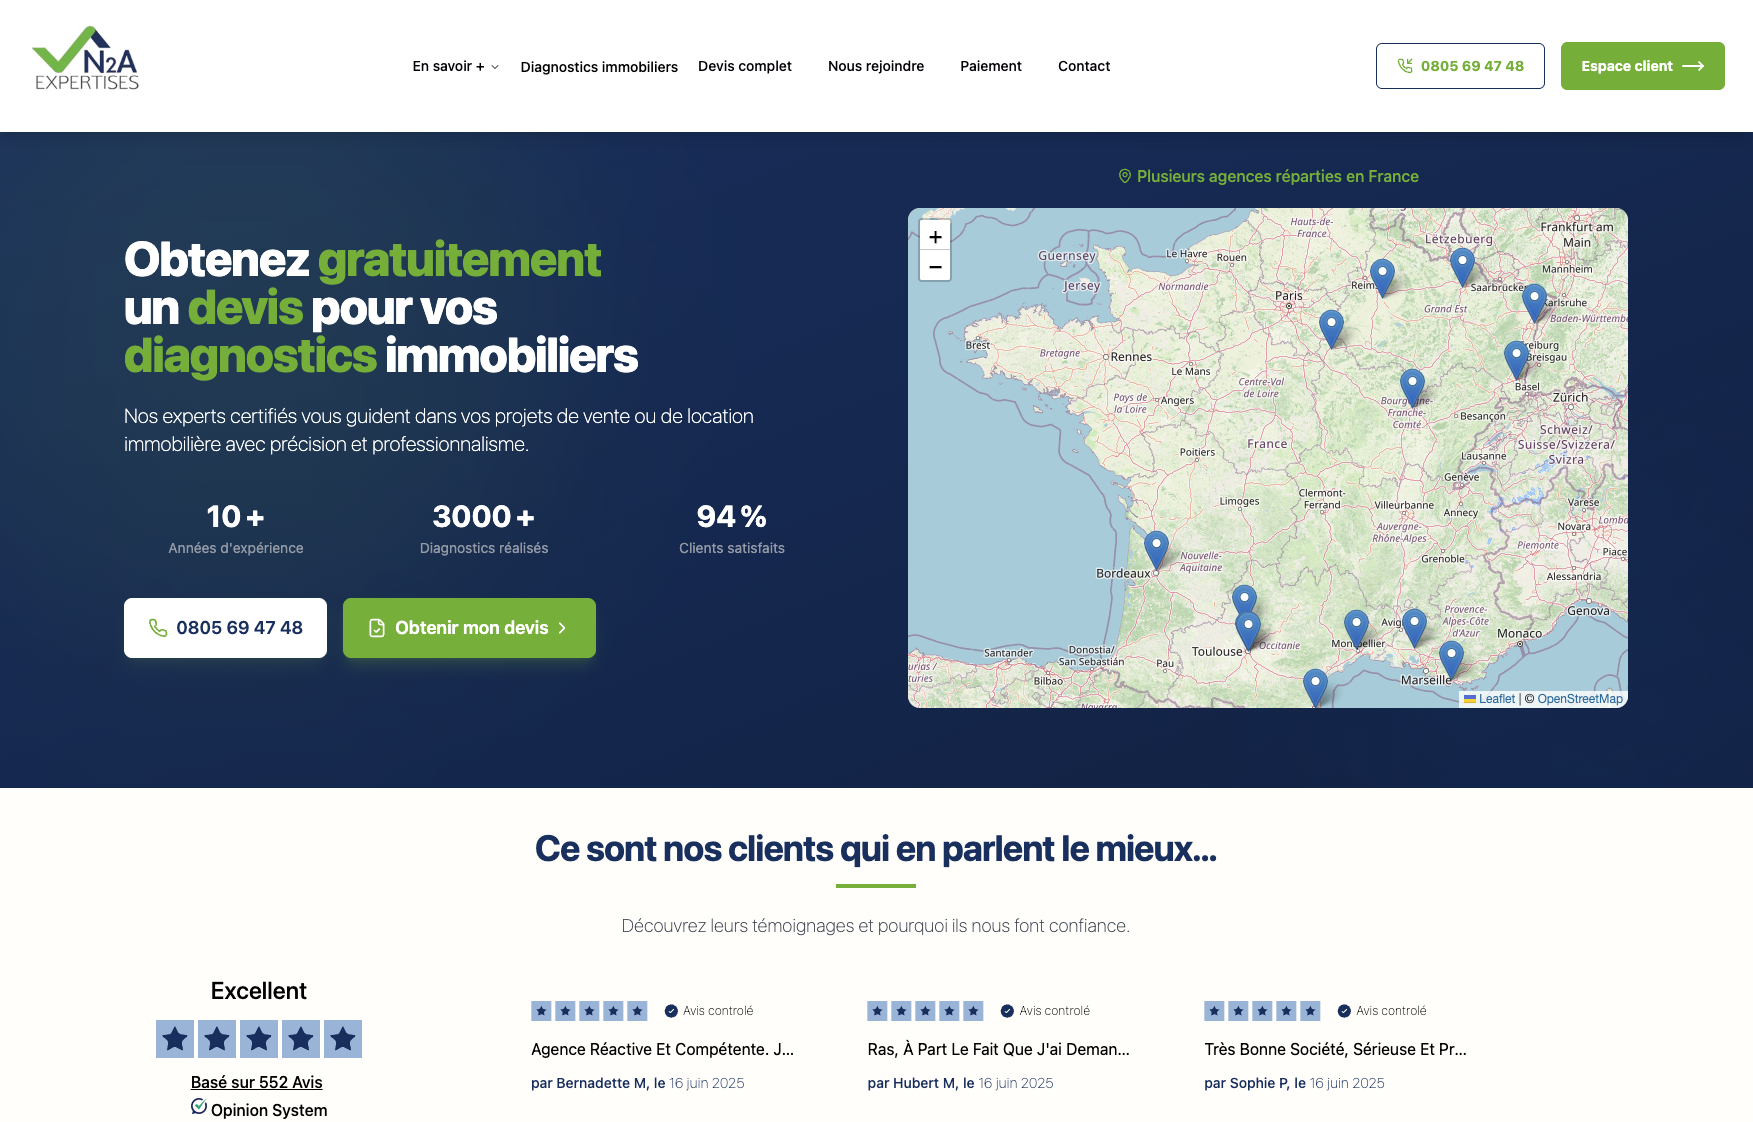 N2A
EXPERTISES
En savoir +
Diagnostics immobiliers
Devis complet
Nous rejoindre
Paiement
Contact
0805 69 47 48
Espace client
Plusieurs agences réparties en France
Obtenez gratuitement
un devis pour vos
diagnostics immobiliers
Nos experts certifiés vous guident dans vos projets de vente ou de location
immobilière avec précision et professionnalisme.
10 +
Années d'expérience
3000 +
Diagnostics réalisés
94 %
Clients satisfaits
0805 69 47 48
Obtenir mon devis
+
−
Hauts-de-
France
Lëtzebuerg
Frankfurt am
Main
Guernsey
Le Havre
Rouen
Mannheim
Jersey
Normandie
Paris
Reims
Saarbrücke
Karlsruhe
Grand Est
Baden-Württembe
Brest
Bretagne
Rennes
Le Mans
Freiburg
Breisgau
Basel
Centre-Val
de Loire
Pays de
la Loire
Angers
Bourgogne-
Franche-
Comté
Besançon
Zürich
Schweiz/
Suisse/Svizzera/
Svizra
France
Poitiers
Lausanne
Genève
Limoges
Clermont-
Ferrand
Villeurbanne
Annecy
Varese
Novara
Lomba
Auvergne-
Rhône-Alpes
Piemonte
Piace
Nouvelle-
Aquitaine
Grenoble
Bordeaux
Alessandria
Genova
Provence-
Alpes-Côte
d'Azur
Avig
Monaco
Toulouse
Occitanie
Montpellier
Marseille
Santander
Donostia/
San Sebastián
Pau
Bilbao
urias /
turies
Navarra
Leaflet | © OpenStreetMap
Ce sont nos clients qui en parlent le mieux...
Découvrez leurs témoignages et pourquoi ils nous font confiance.
Excellent
Basé sur 552 Avis
Opinion System
Avis contrôlé
Agence Réactive Et Compétente. J...
par Bernadette M, le 16 juin 2025
Avis contrôlé
Ras, À Part Le Fait Que J'ai Deman...
par Hubert M, le 16 juin 2025
Avis contrôlé
Très Bonne Société, Sérieuse Et Pr...
par Sophie P, le 16 juin 2025